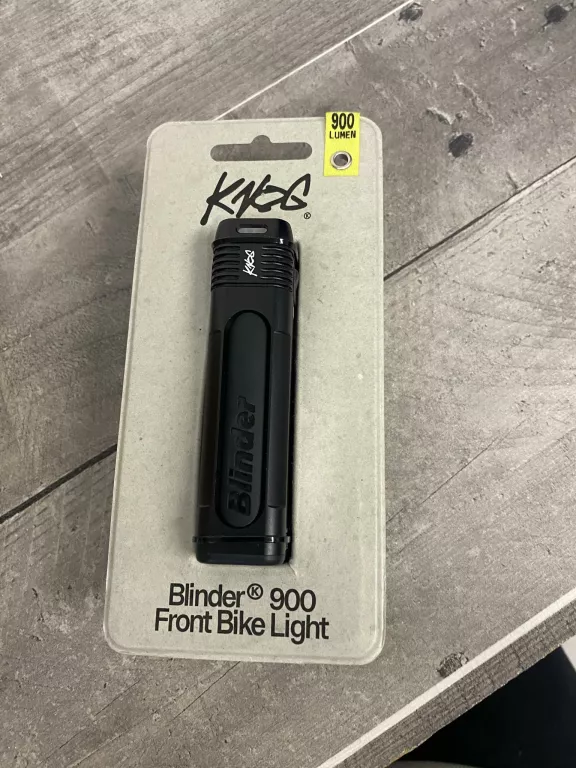 900
LUMEN
KNOG®
KNOG
Blinder
Blinder® 900
Front Bike Light